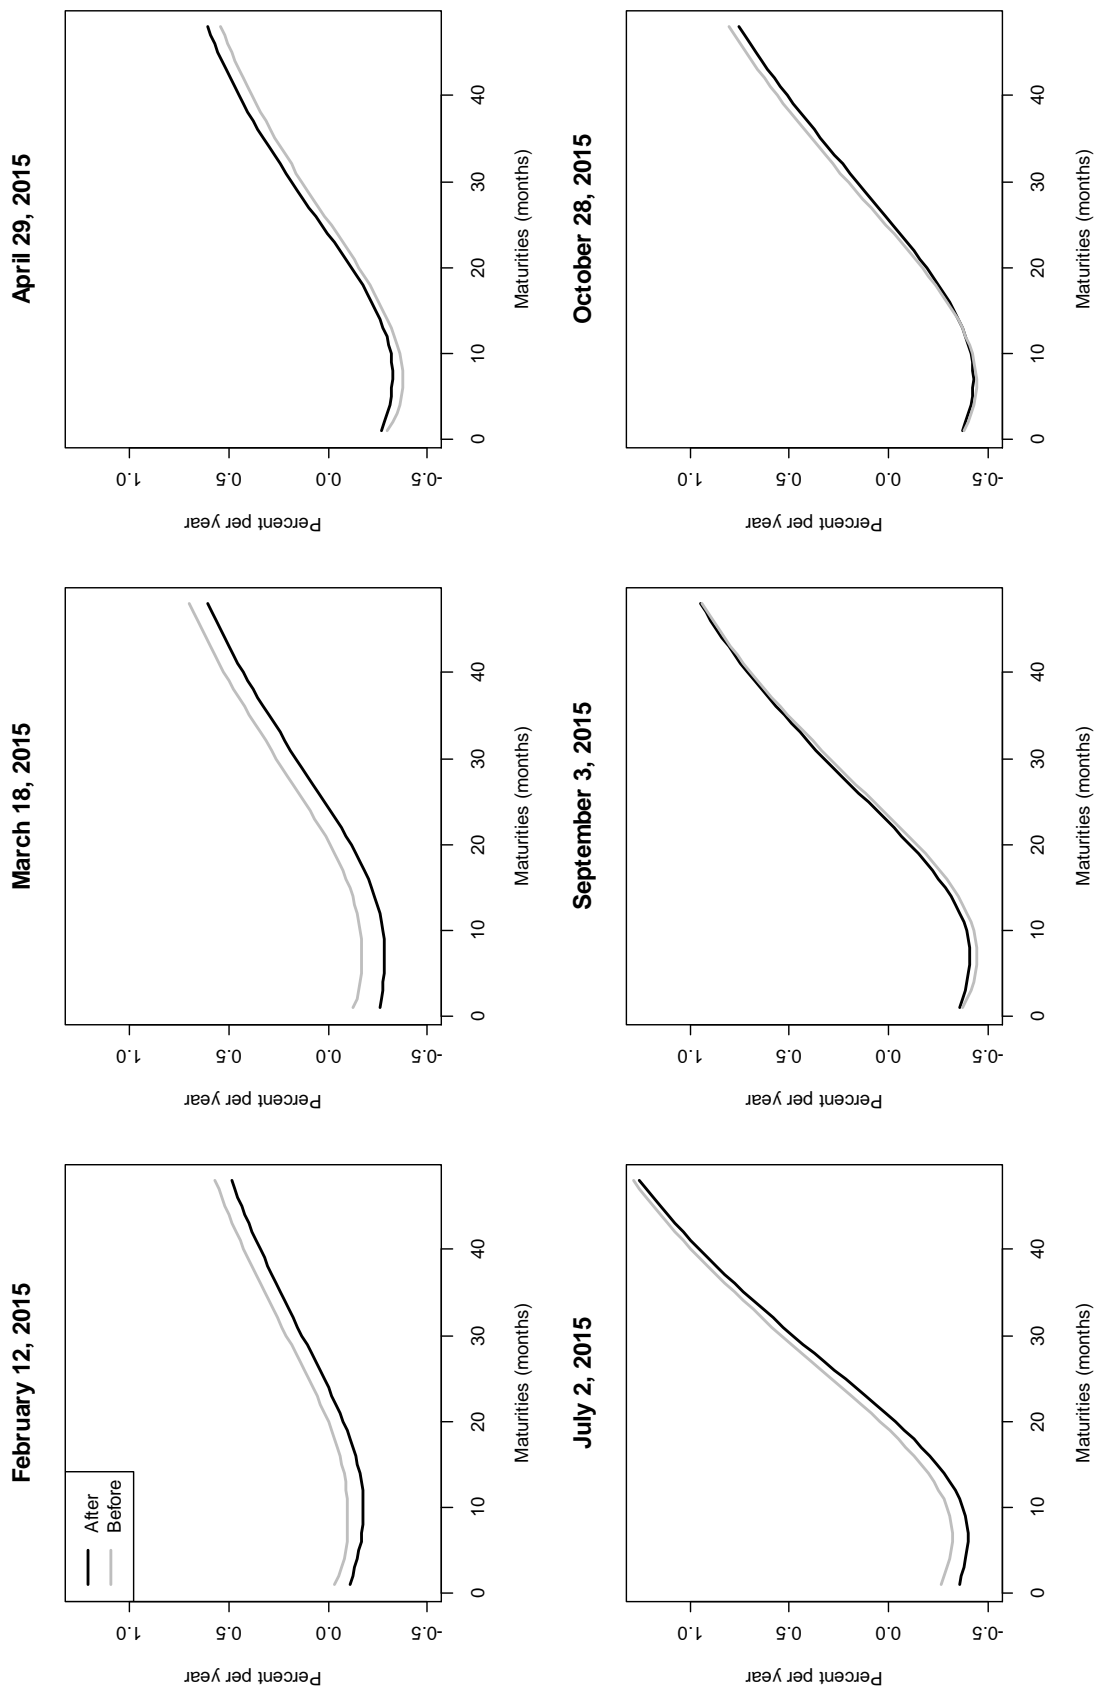 February 12, 2015
After
Before
Percent per year
-0.5
0.0
0.5
1.0
0
10
20
30
40
Maturities (months)
March 18, 2015
Percent per year
-0.5
0.0
0.5
1.0
0
10
20
30
40
Maturities (months)
April 29, 2015
Percent per year
-0.5
0.0
0.5
1.0
0
10
20
30
40
Maturities (months)
July 2, 2015
Percent per year
-0.5
0.0
0.5
1.0
0
10
20
30
40
Maturities (months)
September 3, 2015
Percent per year
-0.5
0.0
0.5
1.0
0
10
20
30
40
Maturities (months)
October 28, 2015
Percent per year
-0.5
0.0
0.5
1.0
0
10
20
30
40
Maturities (months)